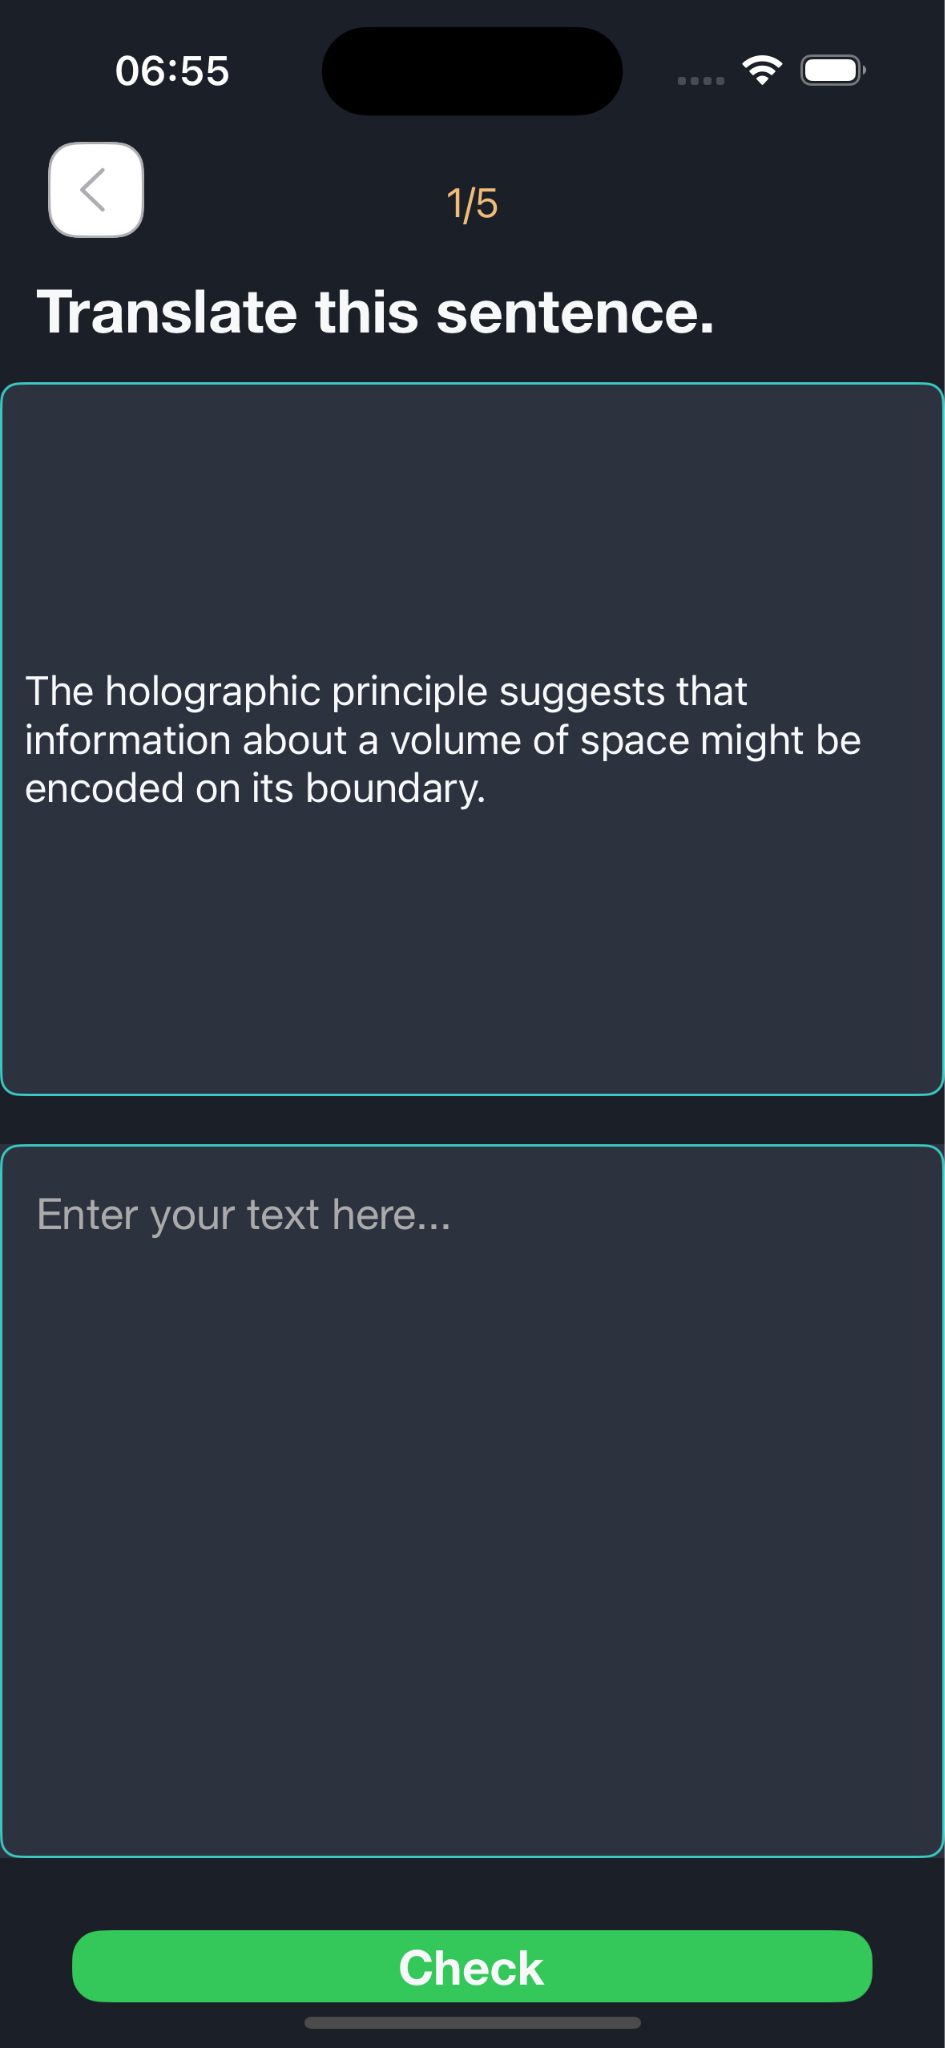 06:55
1/5
Translate this sentence.
The holographic principle suggests that
information about a volume of space might be
encoded on its boundary.
Enter your text here...
Check